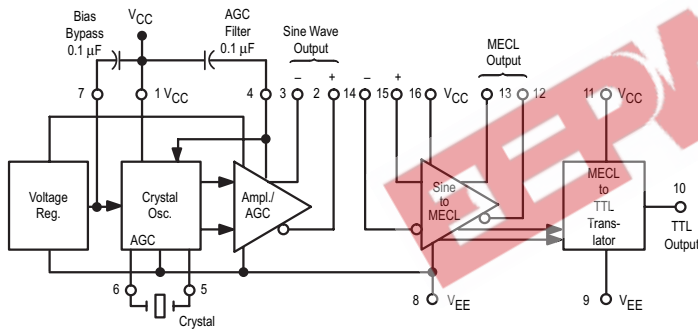 Bias
Bypass
0.1 μF
VCC
AGC
Filter
0.1 μF
Sine Wave
Output
MECL
Output
7
1 VCC
4
3
–
2
+
14
–
15
+
16
VCC
13
12
11
VCC
Voltage
Reg.
Crystal
Osc.
AGC
Ampl./
AGC
Sine
to
MECL
MECL
to
TTL
Trans-
lator
10
TTL
Output
6
5
Crystal
8
VEE
9
VEE